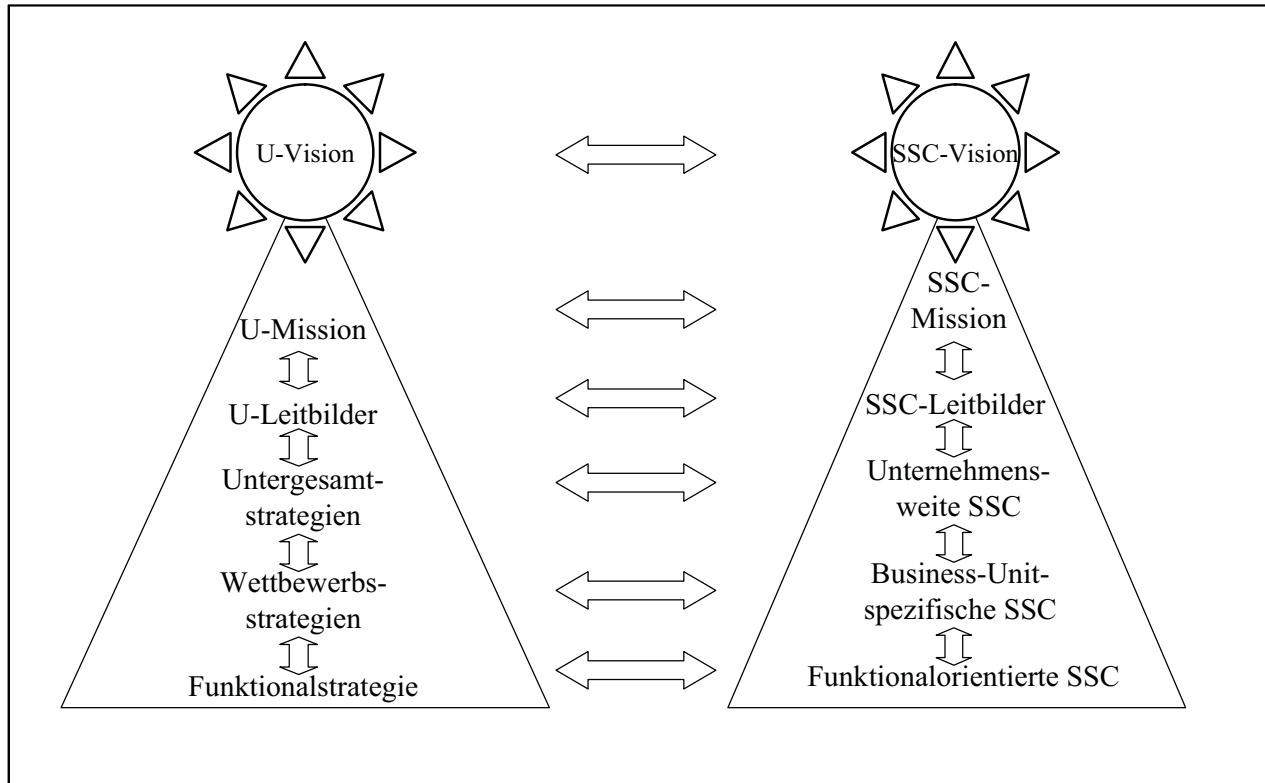 U-Vision
U-Mission
U-Leitbilder
Untergesamt-
strategien
Wettbewerbs-
strategien
Funktionalstrategie
SSC-Vision
SSC-
Mission
SSC-Leitbilder
Unternehmens-
weite SSC
Business-Unit-
spezifische SSC
Funktionalorientierte SSC